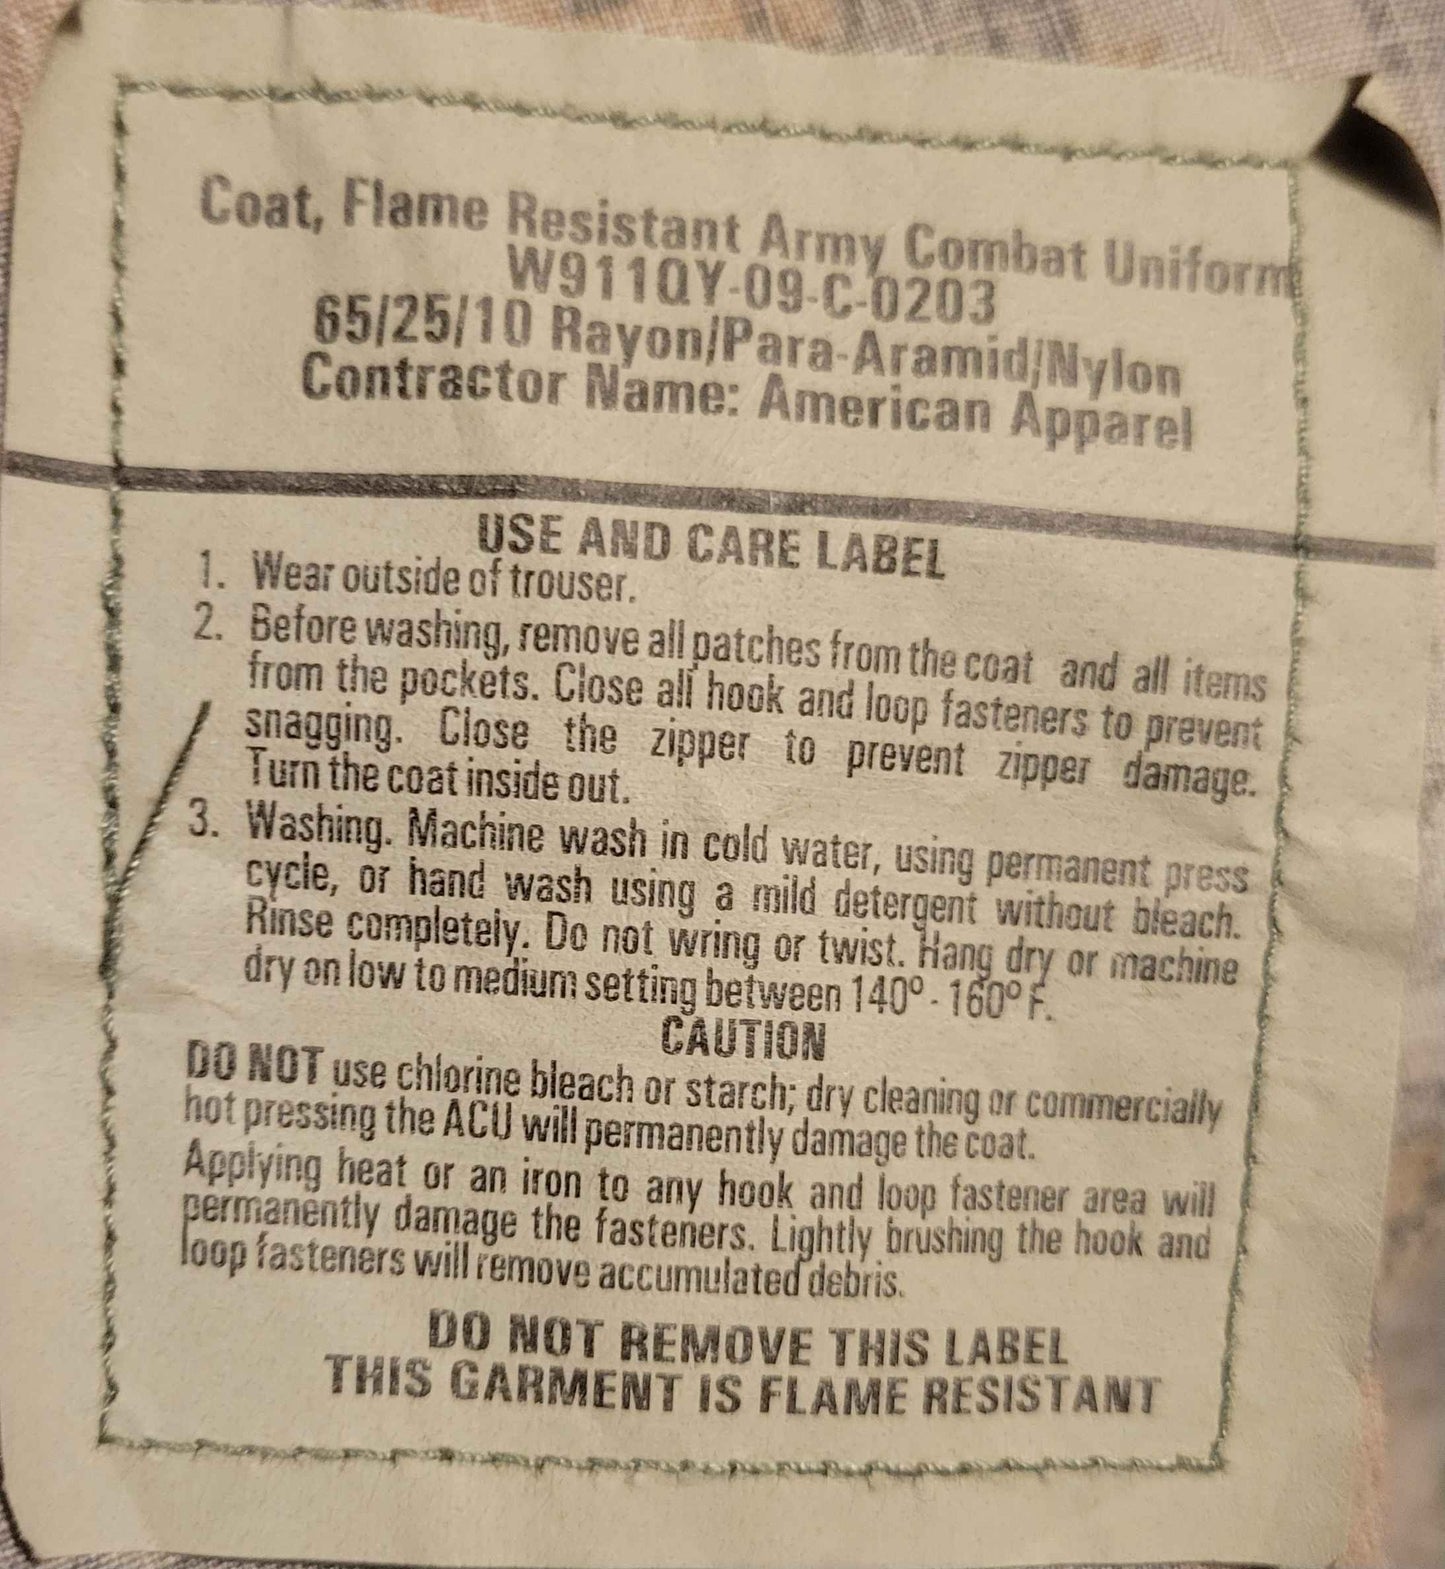 Coat, Flame Resistant Army Combat Uniform
W911QY-09-C-0203
65/25/10 Rayon/Para-Aramid/Nylon
Contractor Name: American Apparel
USE AND CARE LABEL
1. Wear outside of trouser.
2. Before washing, remove all patches from the coat and all items
from the pockets. Close all hook and loop fasteners to prevent
snagging. Close the zipper to prevent zipper damage.
Turn the coat inside out.
3. Washing. Machine wash in cold water, using permanent press
cycle, or hand wash using a mild detergent without bleach.
Rinse completely. Do not wring or twist. Hang dry or machine
dry on low to medium setting between 140° - 160° F.
CAUTION
DO NOT use chlorine bleach or starch; dry cleaning or commercially
hot pressing the ACU will permanently damage the coat.
Applying heat or an iron to any hook and loop fastener area will
permanently damage the fasteners. Lightly brushing the hook and
loop fasteners will remove accumulated debris.
DO NOT REMOVE THIS LABEL
THIS GARMENT IS FLAME RESISTANT